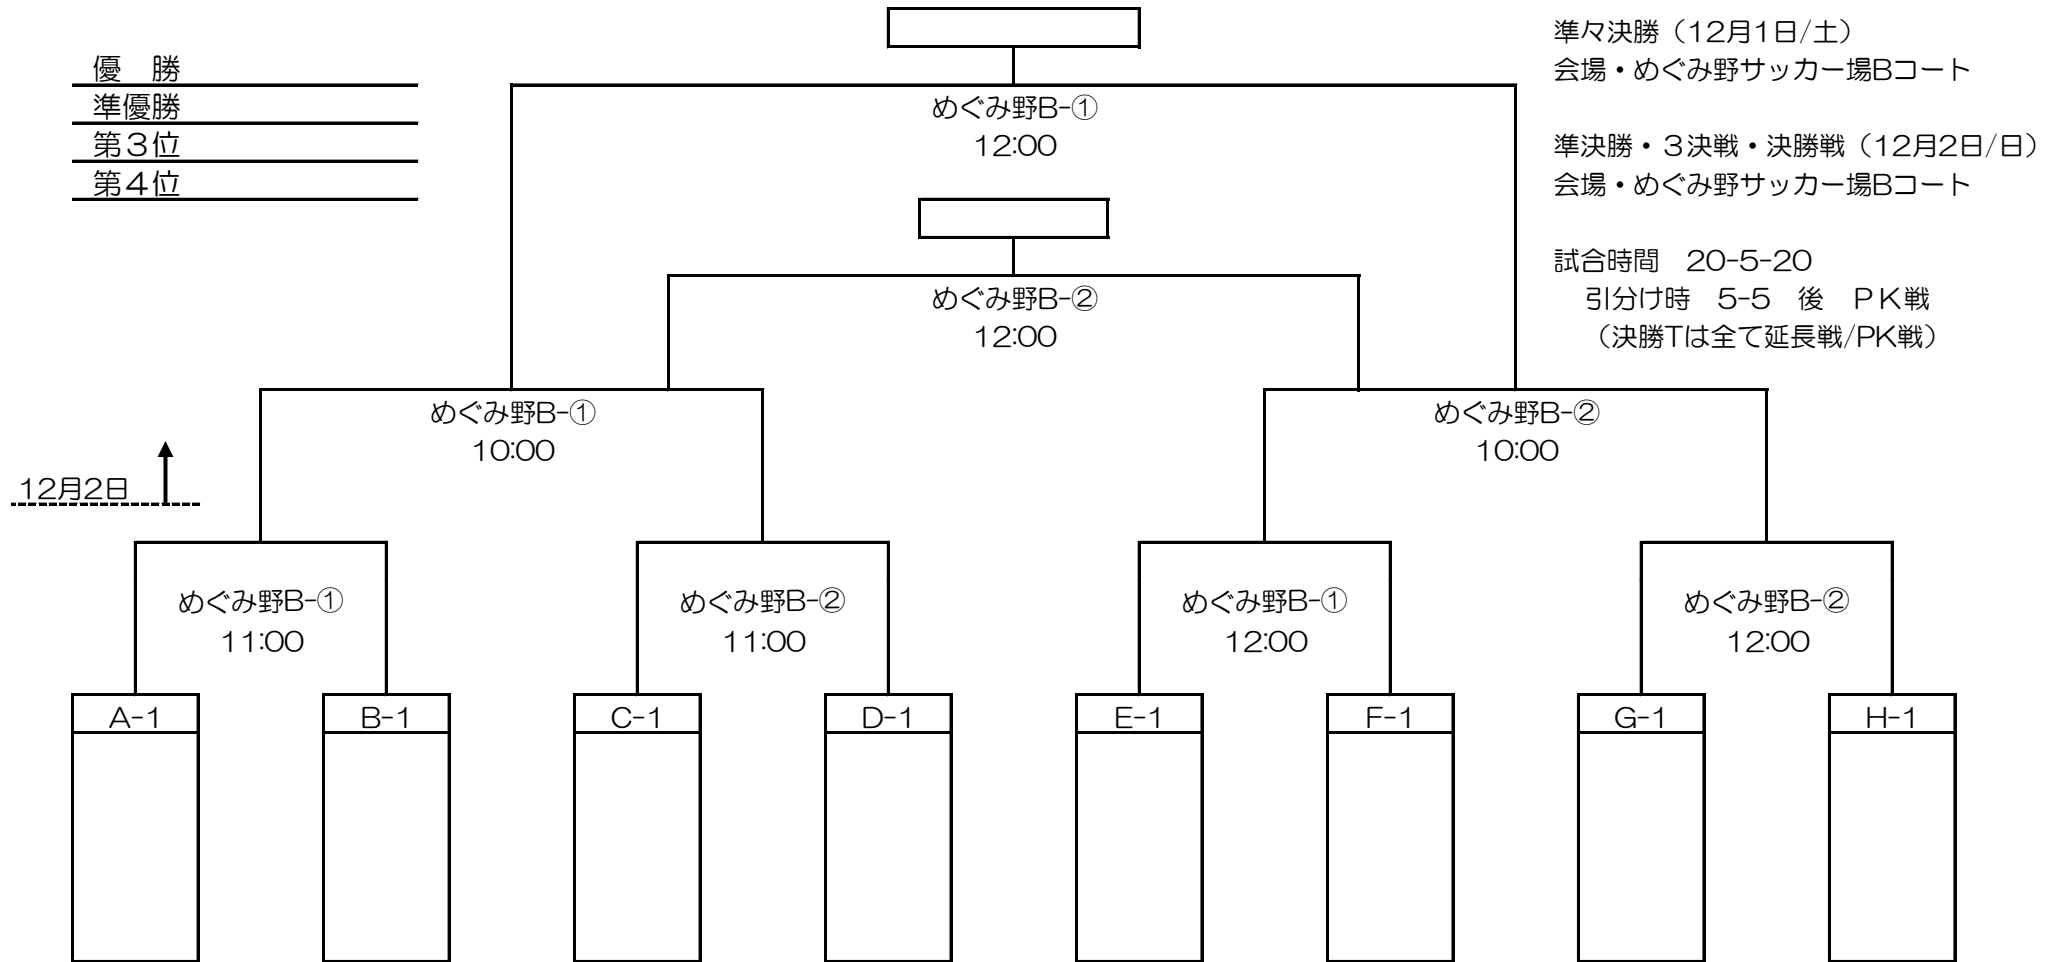 優　勝
準優勝
第３位
第４位
準々決勝（12月1日/土）
会場・めぐみ野サッカー場Bコート
準決勝・３決戦・決勝戦（12月2日/日）
会場・めぐみ野サッカー場Bコート
試合時間　20-5-20
引分け時　5-5　後　ＰＫ戦
（決勝Tは全て延長戦/PK戦）
めぐみ野B-①
12:00
めぐみ野B-②
12:00
めぐみ野B-①
10:00
めぐみ野B-②
10:00
12月2日
めぐみ野B-①
11:00
めぐみ野B-②
11:00
めぐみ野B-①
12:00
めぐみ野B-②
12:00
A-1
B-1
C-1
D-1
E-1
F-1
G-1
H-1